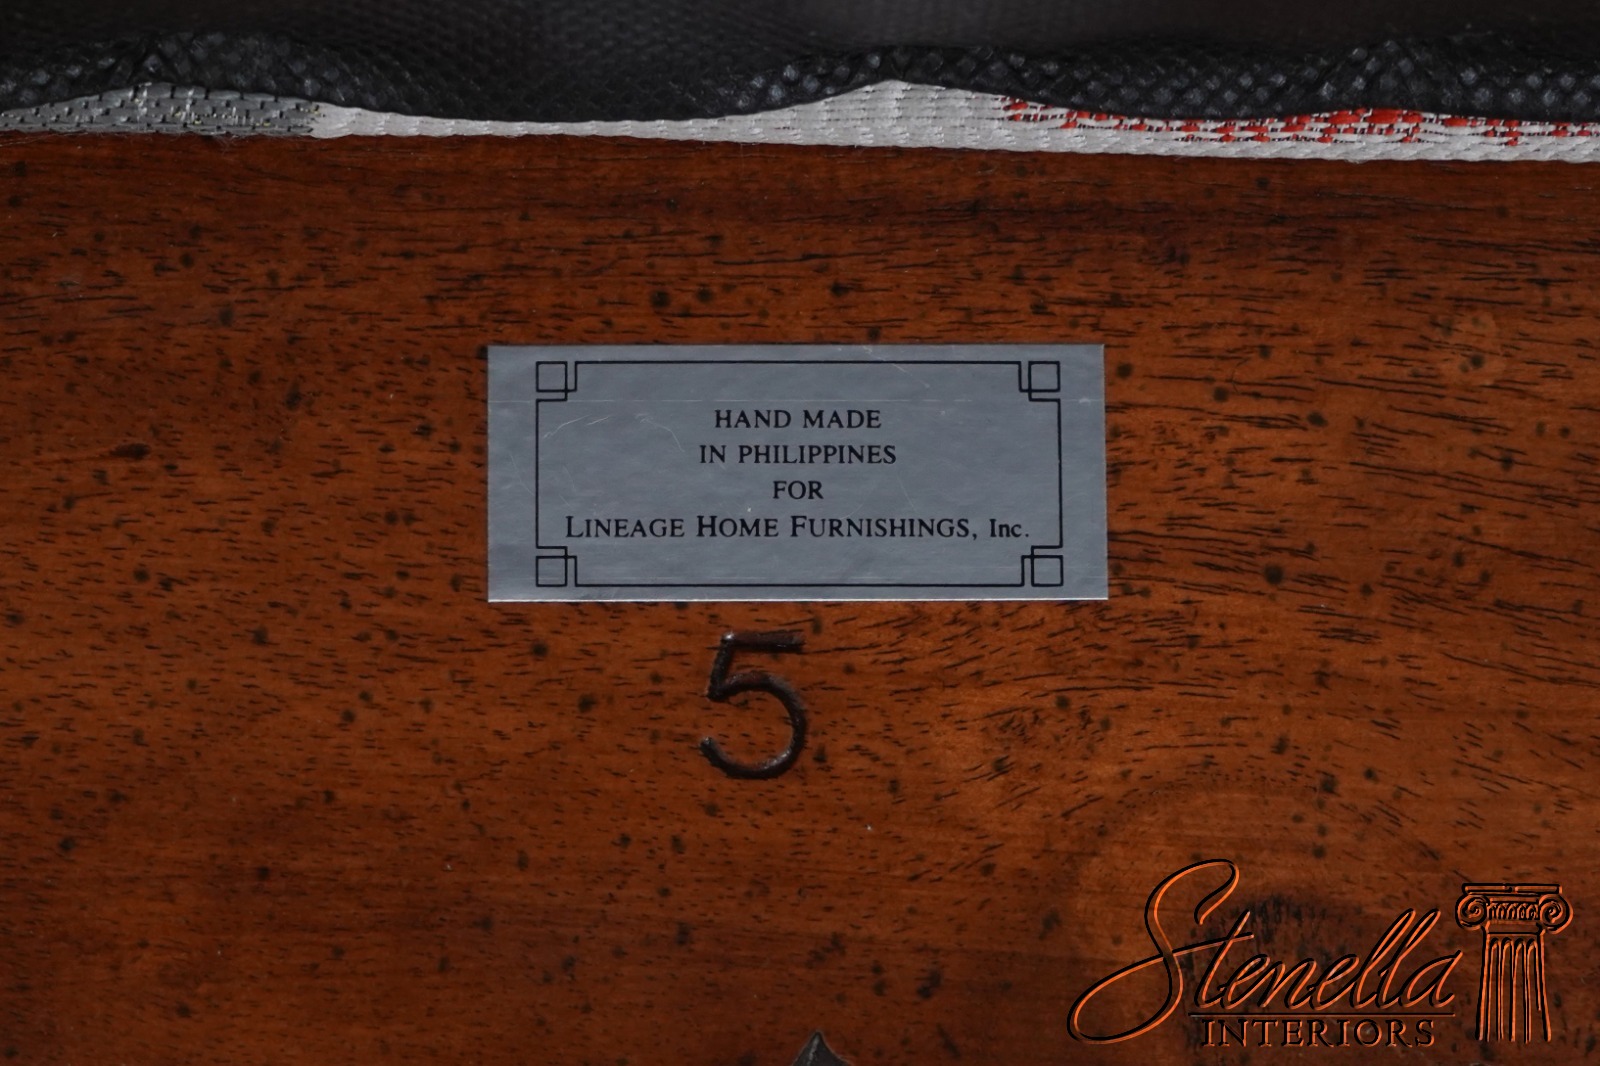 HAND MADE
IN PHILIPPINES
FOR
LINEAGE HOME FURNISHINGS, Inc.
5
Stenella
INTERIORS